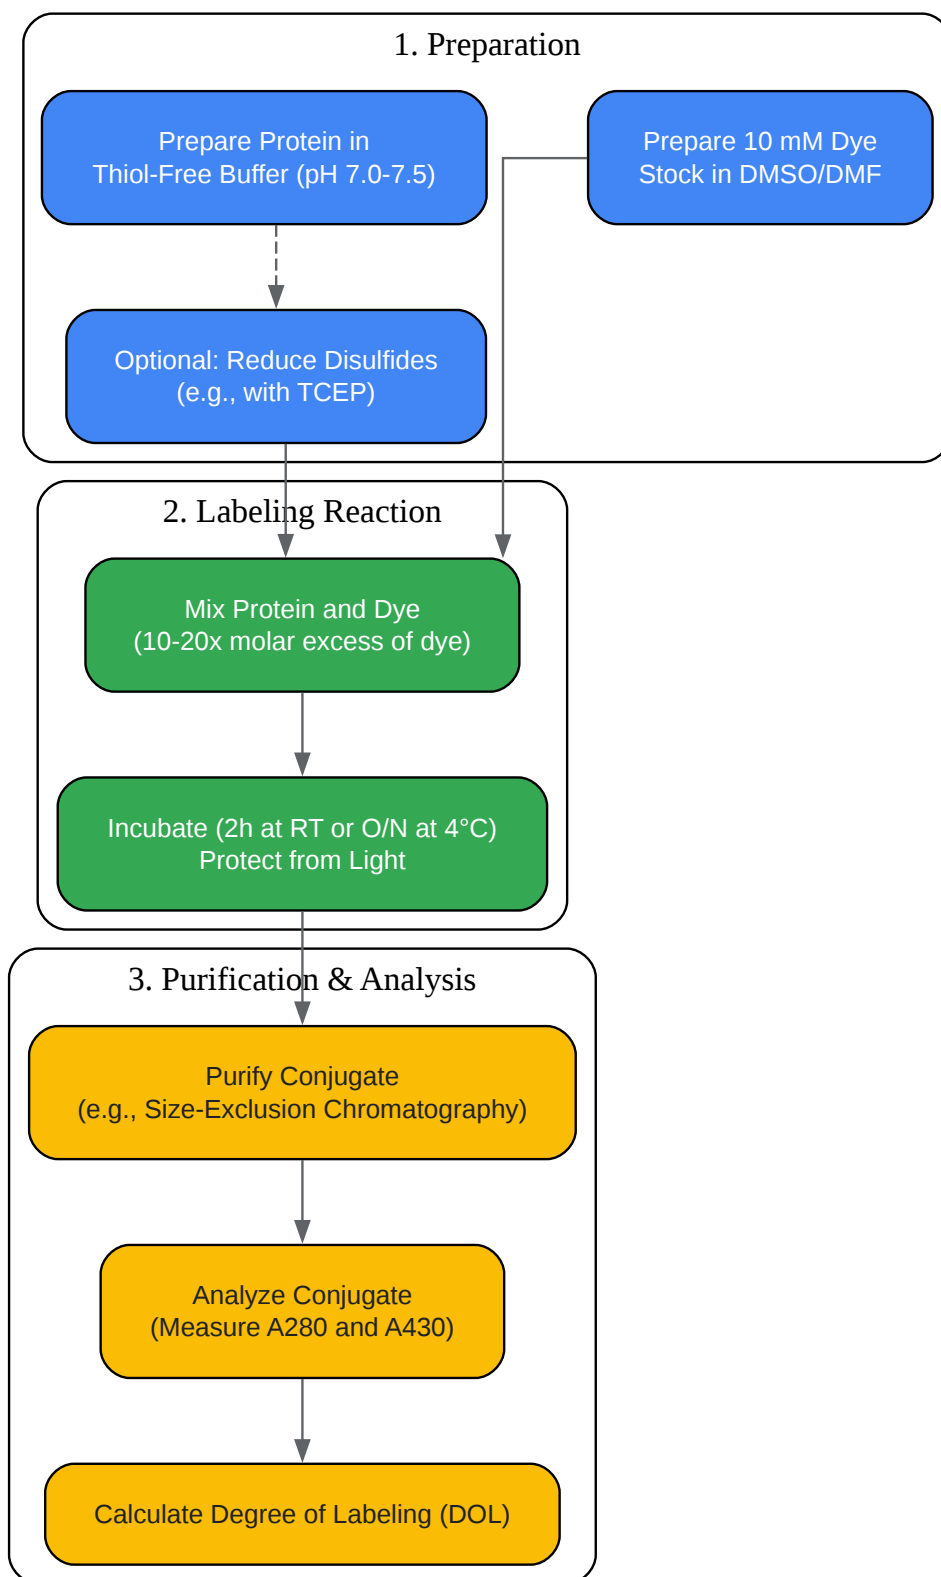 1. Preparation
Prepare Protein in
Thiol-Free Buffer (pH 7.0-7.5)
Prepare 10 mM Dye
Stock in DMSO/DMF
Optional: Reduce Disulfides
(e.g., with TCEP)
2. Labeling Reaction
Mix Protein and Dye
(10-20x molar excess of dye)
Incubate (2h at RT or O/N at 4°C)
Protect from Light
3. Purification & Analysis
Purify Conjugate
(e.g., Size-Exclusion Chromatography)
Analyze Conjugate
(Measure A280 and A430)
Calculate Degree of Labeling (DOL)